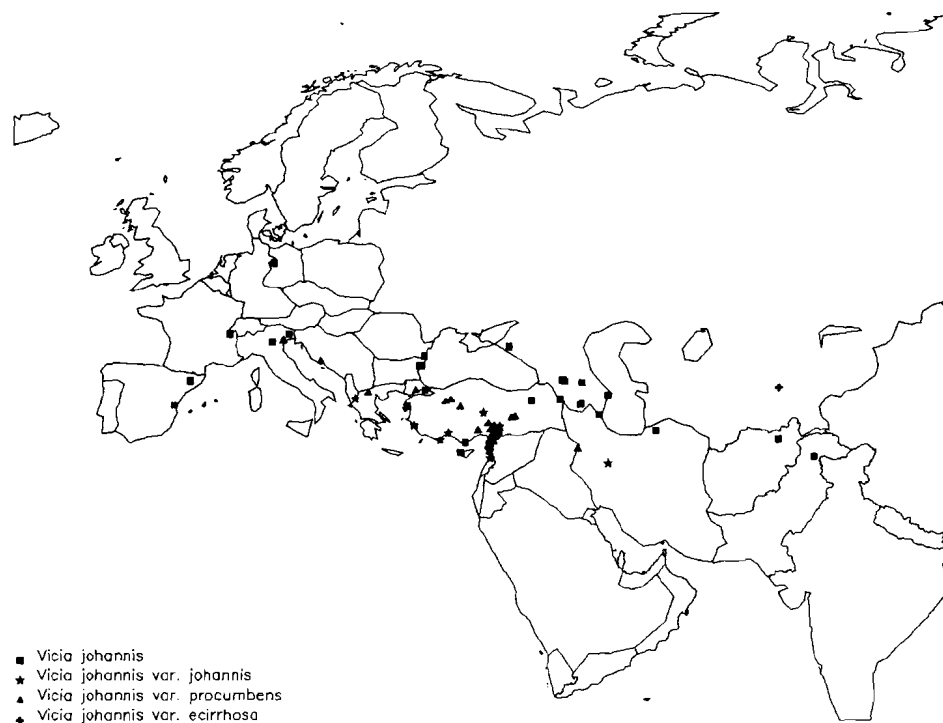 Vicia johannis
Vicia johannis var. johannis
Vicia johannis var. procumbens
Vicia johannis var. ecirrhosa